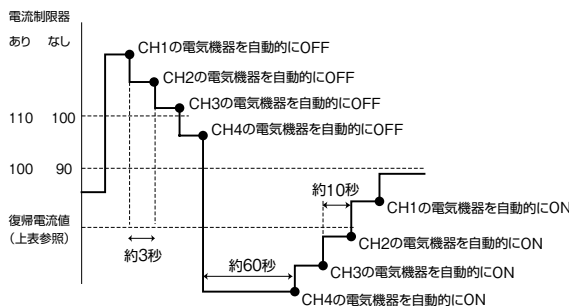 電流制限器
あり なし
CH1の電気機器を自動的にOFF
CH2の電気機器を自動的にOFF
CH3の電気機器を自動的にOFF
110 100
CH4の電気機器を自動的にOFF
100 90
約10秒
CH1の電気機器を自動的にON
復帰電流値
(上表参照)
約3秒
CH2の電気機器を自動的にON
約60秒
CH3の電気機器を自動的にON
CH4の電気機器を自動的にON